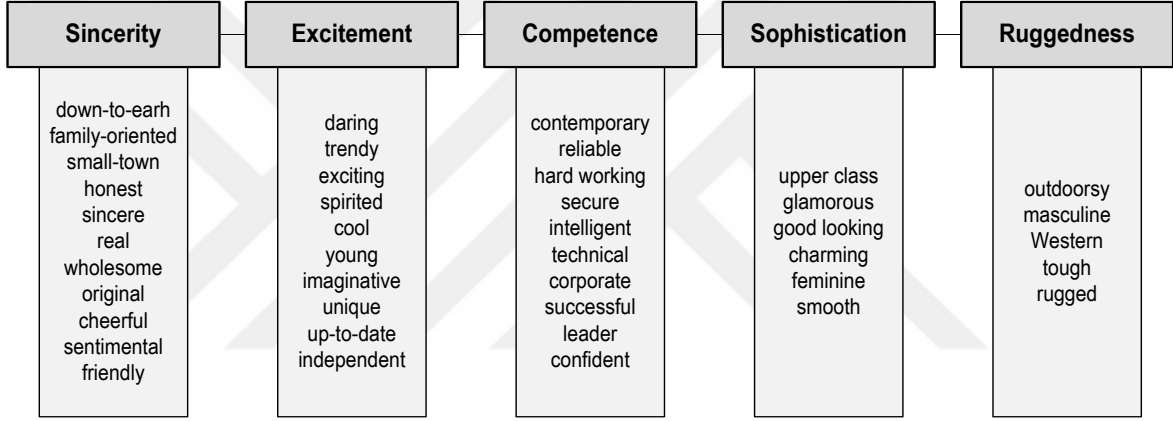 Sincerity
down-to-earh
family-oriented
small-town
honest
sincere
real
wholesome
original
cheerful
sentimental
friendly
Excitement
daring
trendy
exciting
spirited
cool
young
imaginative
unique
up-to-date
independent
Competence
contemporary
reliable
hard working
secure
intelligent
technical
corporate
successful
leader
confident
Sophistication
upper class
glamorous
good looking
charming
feminine
smooth
Ruggedness
outdoorsy
masculine
Western
tough
rugged